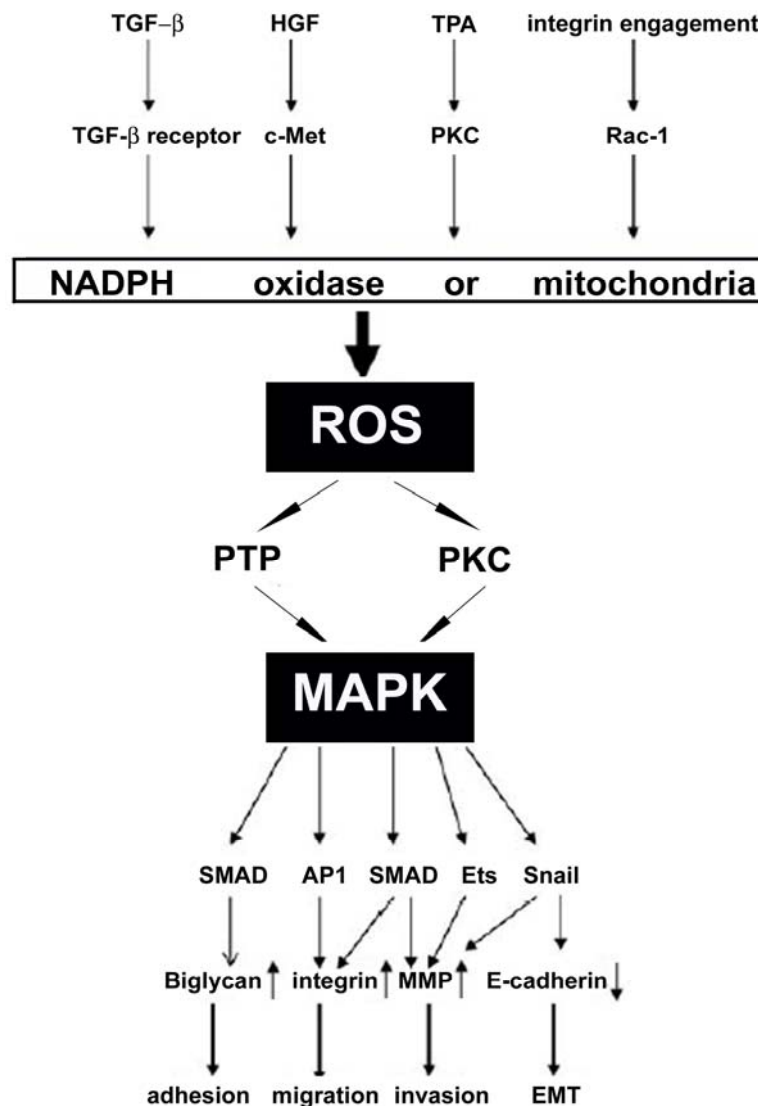 TGF–β HGF TPA integrin engagement
TGF-β receptor c-Met PKC Rac-1
NADPH oxidase or mitochondria
ROS
PTP PKC
MAPK
SMAD AP1 SMAD Ets Snail
Biglycan integrin MMP E-cadherin
adhesion migration invasion EMT